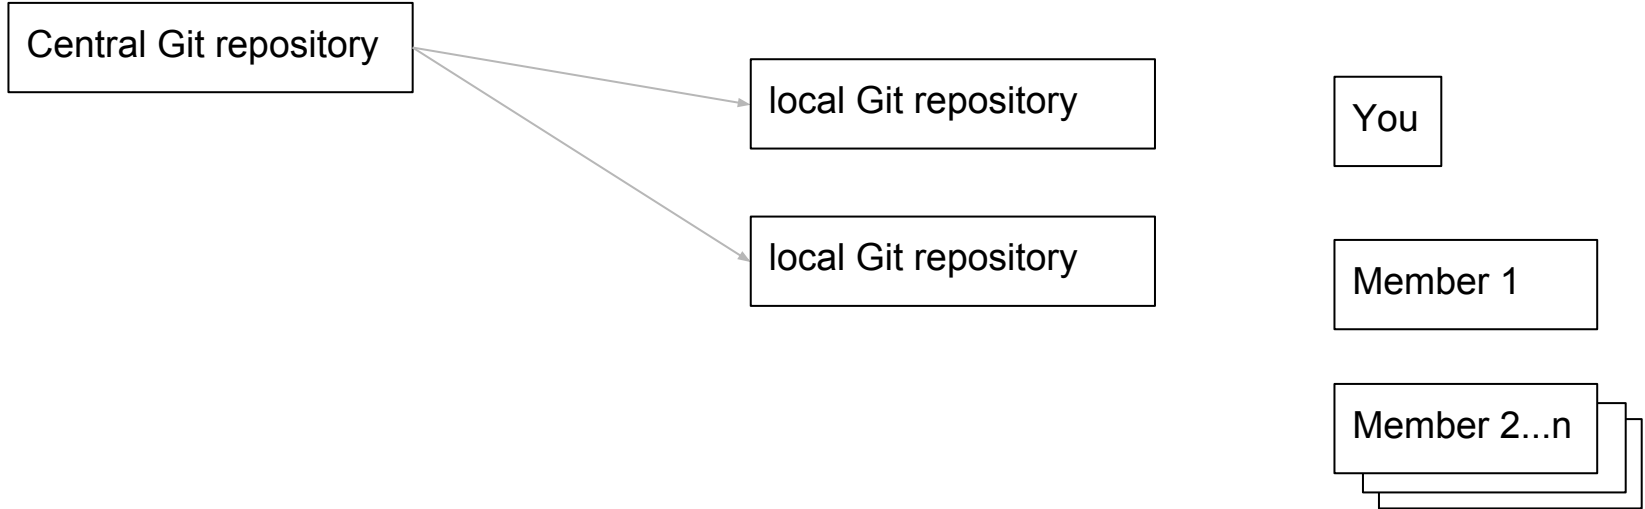 Central Git repository
local Git repository
You
local Git repository
Member 1
Member 2...n